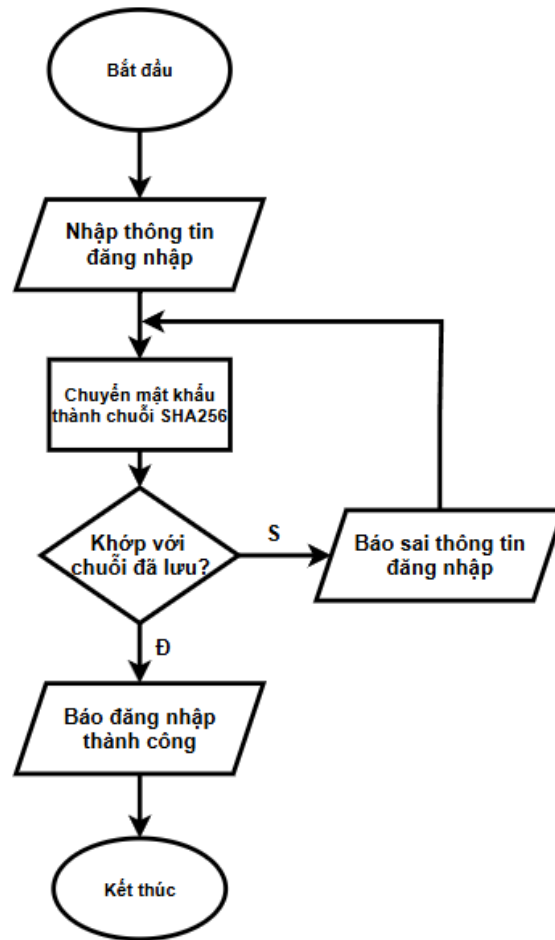 Bắt đầu
Nhập thông tin
đăng nhập
Chuyển mật khẩu
thành chuỗi SHA256
Khớp với
chuỗi đã lưu?
S
Báo sai thông tin
đăng nhập
Đ
Báo đăng nhập
thành công
Kết thúc